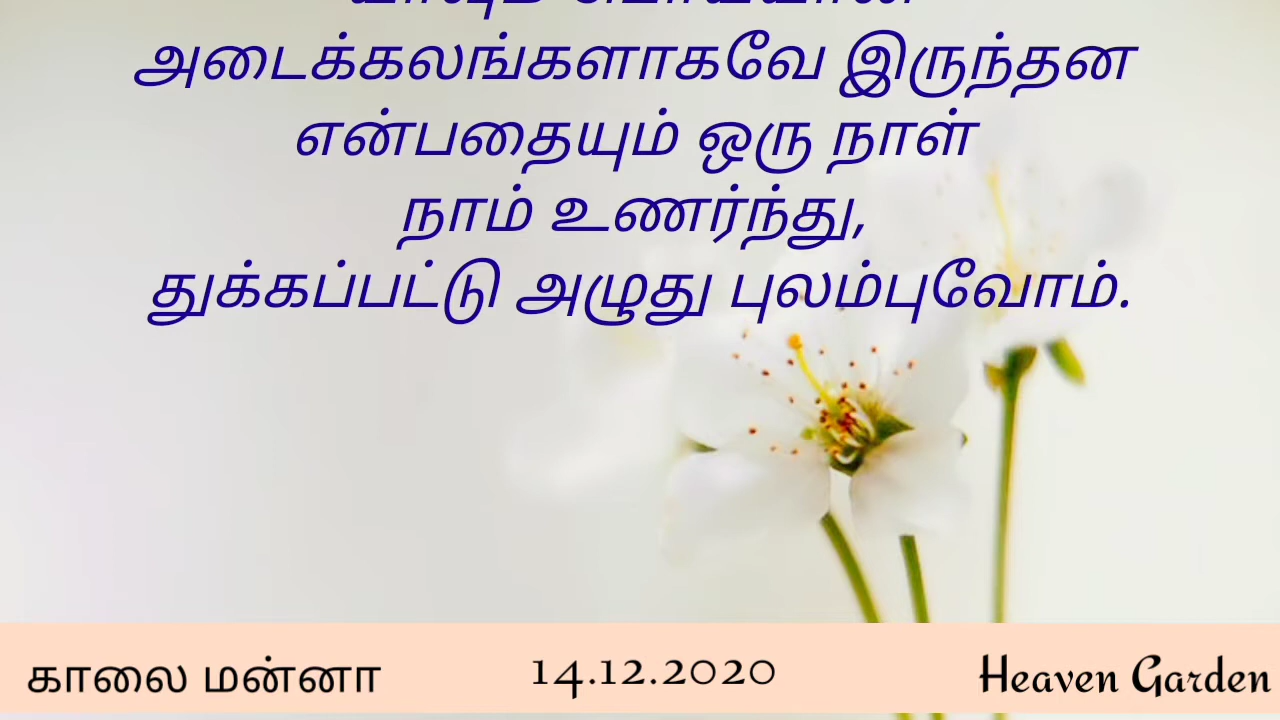 அடைக்கலங்களாகவே இருந்தன
என்பதையும் ஒரு நாள்
நாம் உணர்ந்து,
துக்கப்பட்டு அழுது புலம்புவோம்.
காலை மன்னா 14.12.2020 Heaven Garden